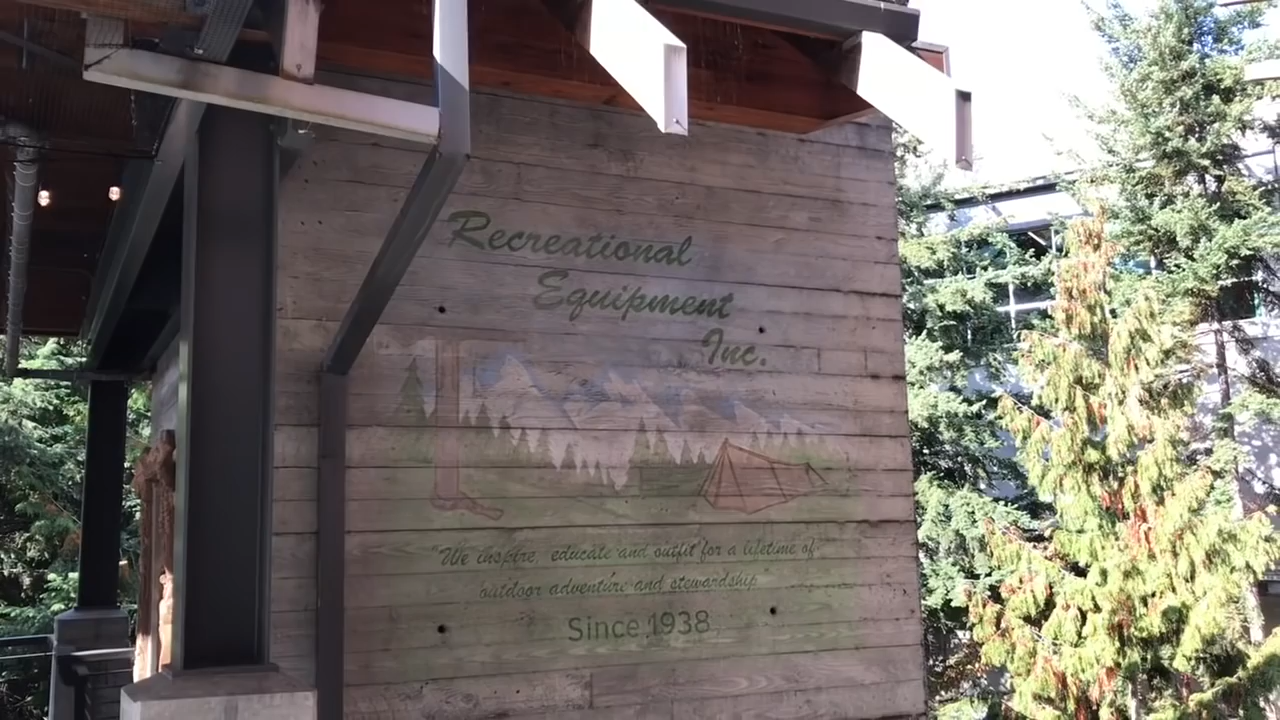 Recreational
Equipment
Inc.
"We inspire, educate and outfit for a lifetime of
outdoor adventure and stewardship"
Since 1938